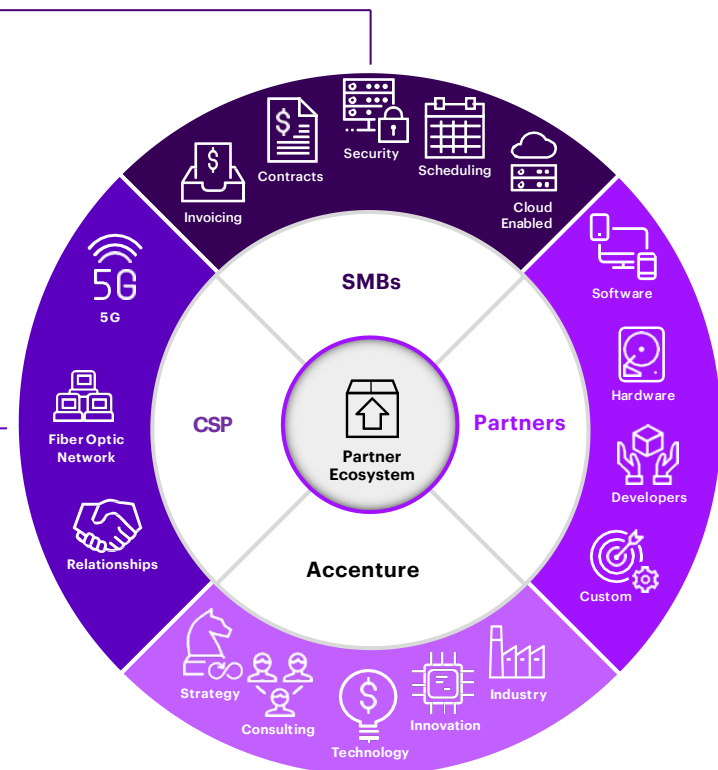 Invoicing
Contracts
Security
Scheduling
Cloud
Enabled
SMBs
5G
5G
Fiber Optic
Network
Relationships
CSP
Partner
Ecosystem
Partners
Software
Hardware
Developers
Custom
Accenture
Strategy
Consulting
Technology
Innovation
Industry